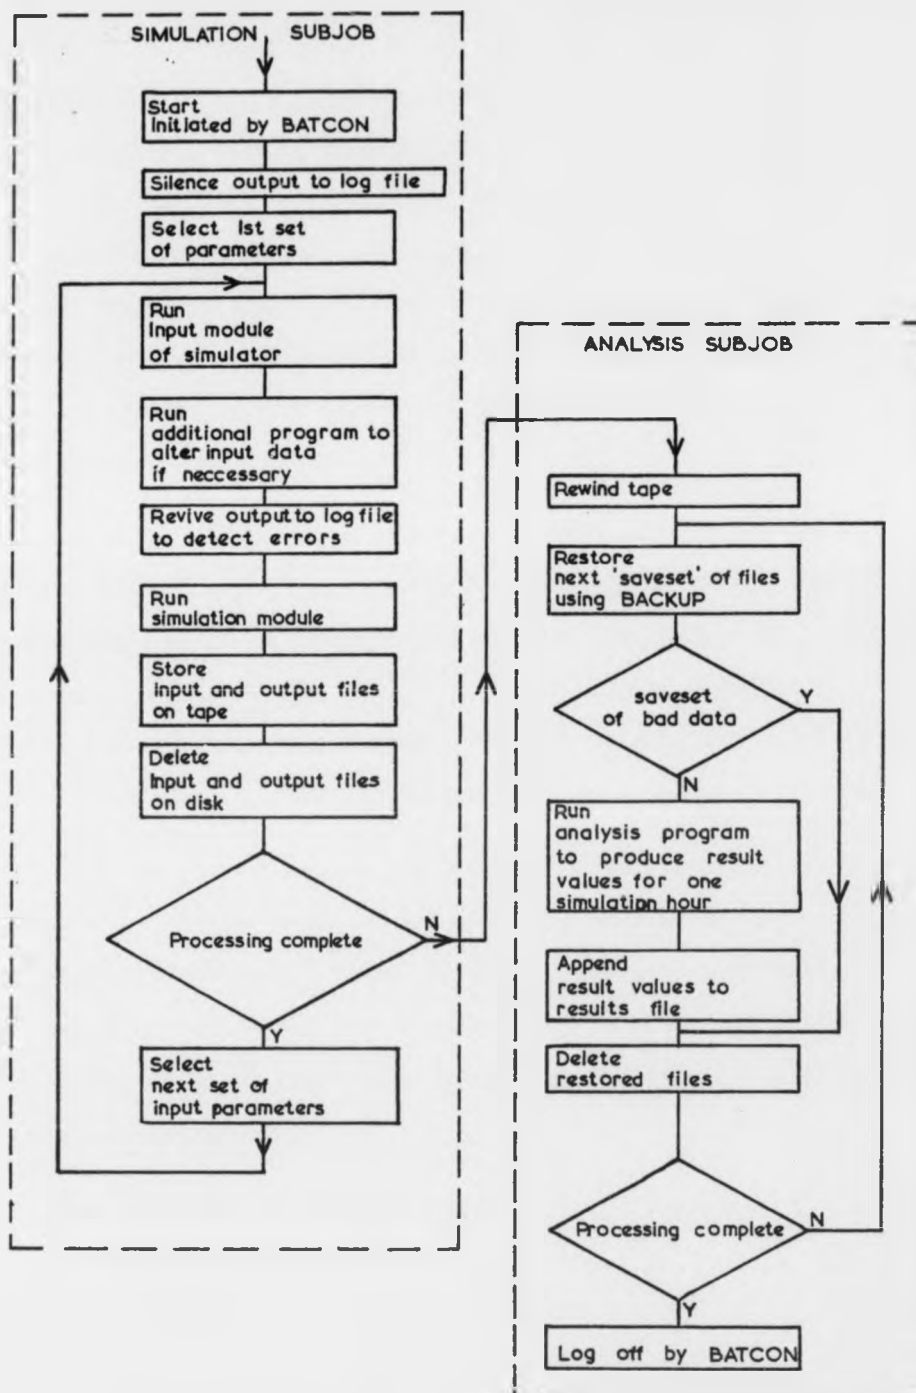 SIMULATION SUBJOB
Start
Initiated by BATCON
Silence output to log file
Select 1st set
of parameters
Run
Input module
of simulator
Run
additional program to
alter input data
if neccessary
Revive output to log file
to detect errors
Run
simulation module
Store
Input and output files
on tape
Delete
Input and output files
on disk
Processing complete
N
Y
Select
next set of
input parameters
ANALYSIS SUBJOB
Rewind tape
Restore
next 'saveset' of files
using BACKUP
saveset
of bad data
Y
N
Run
analysis program
to produce result
values for one
simulation hour
Append
result values to
results file
Delete
restored files
Processing complete
N
Y
Log off by BATCON